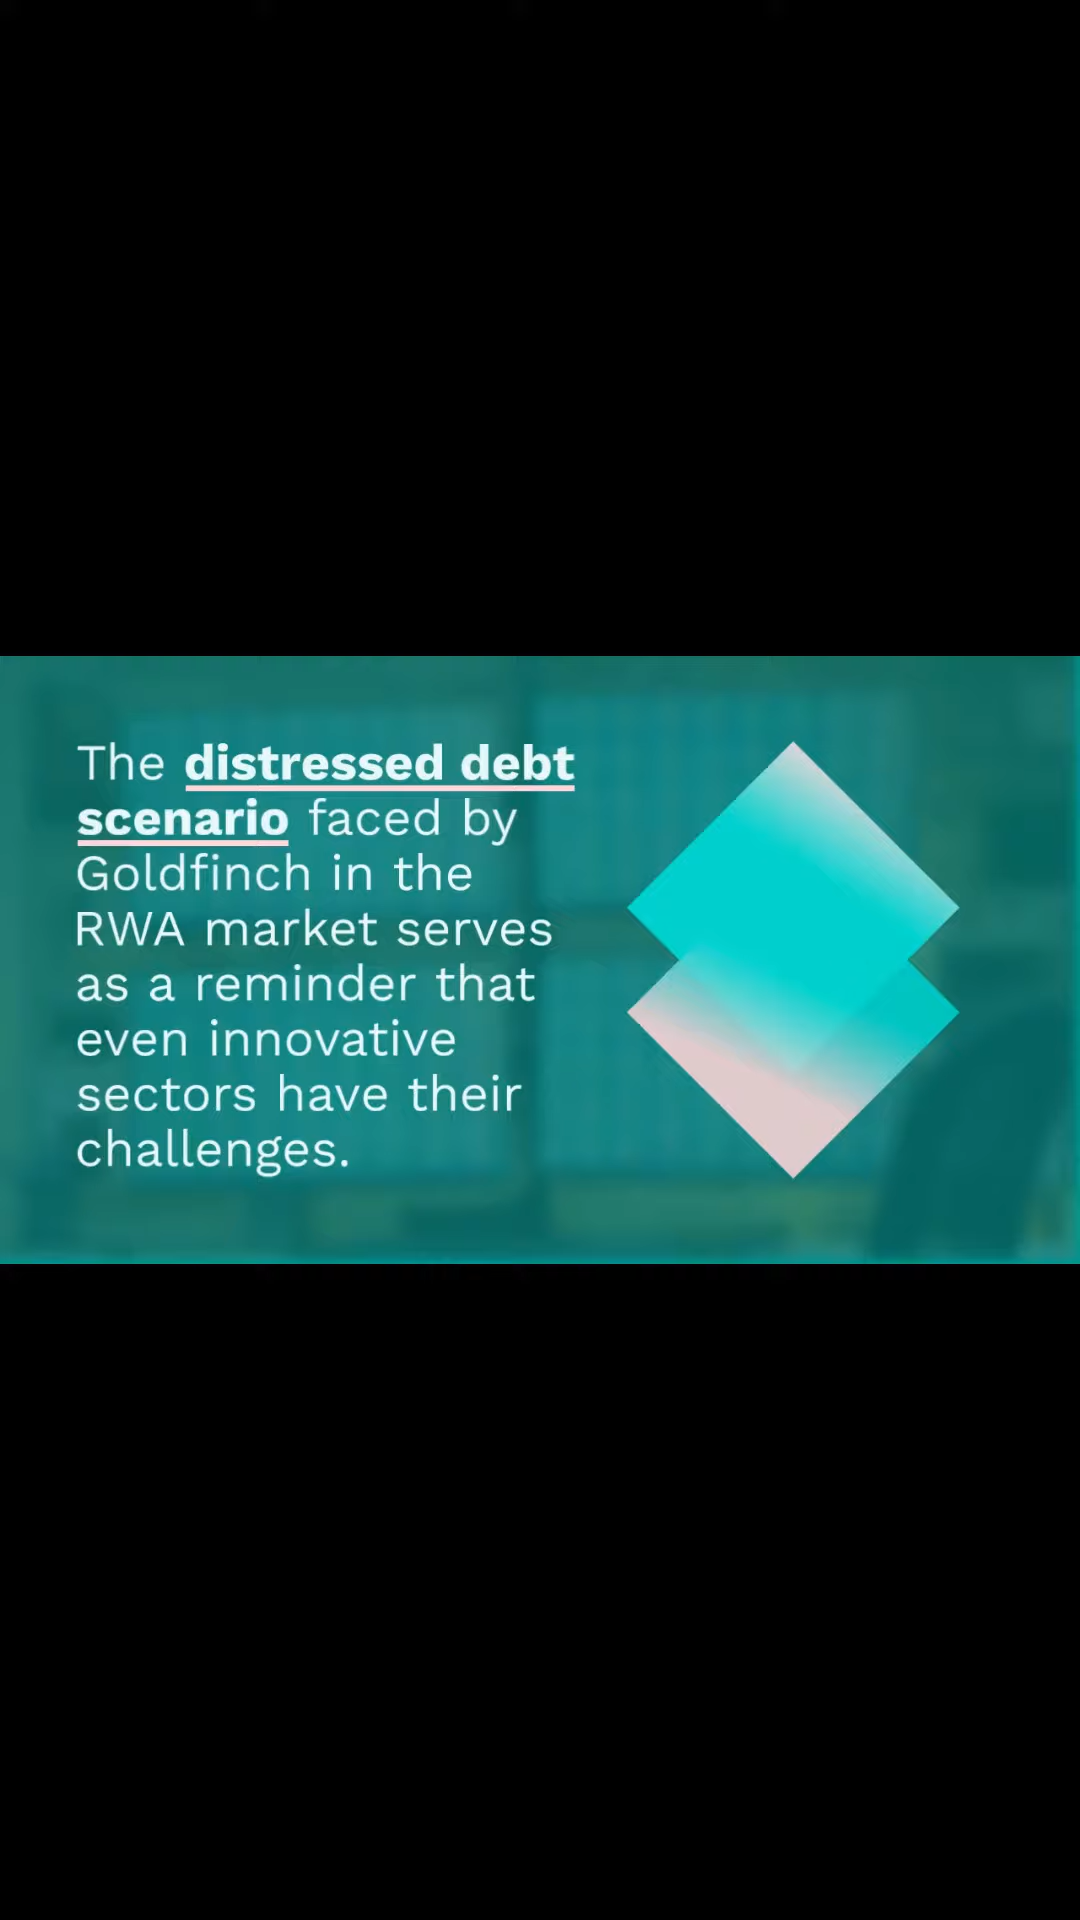 The distressed debt
scenario faced by
Goldfinch in the
RWA market serves
as a reminder that
even innovative
sectors have their
challenges.